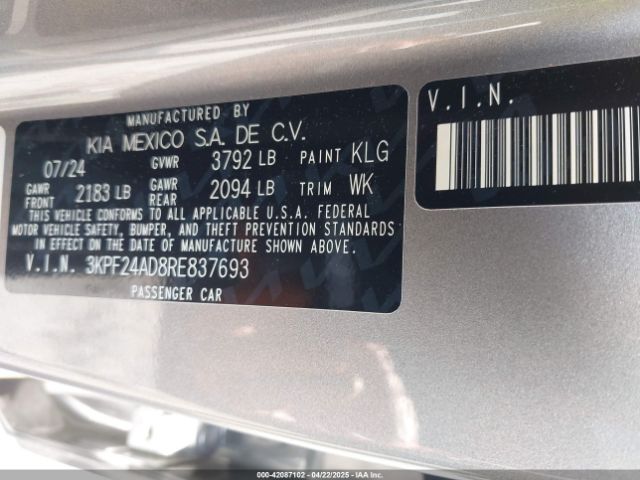 MANUFACTURED BY
KIA MEXICO S.A. DE C.V.
07/24 GVWR 3792 LB PAINT KLG
GAWR FRONT 2183 LB GAWR REAR 2094 LB TRIM WK
THIS VEHICLE CONFORMS TO ALL APPLICABLE U.S.A. FEDERAL
MOTOR VEHICLE SAFETY, BUMPER, AND THEFT PREVENTION STANDARDS
IN EFFECT ON THE DATE OF MANUFACTURE SHOWN ABOVE.
V.I.N. 3KPF24AD8RE837693
PASSENGER CAR
V.I.N.
000-42087102 - 04/22/2025 - IAAI.COM